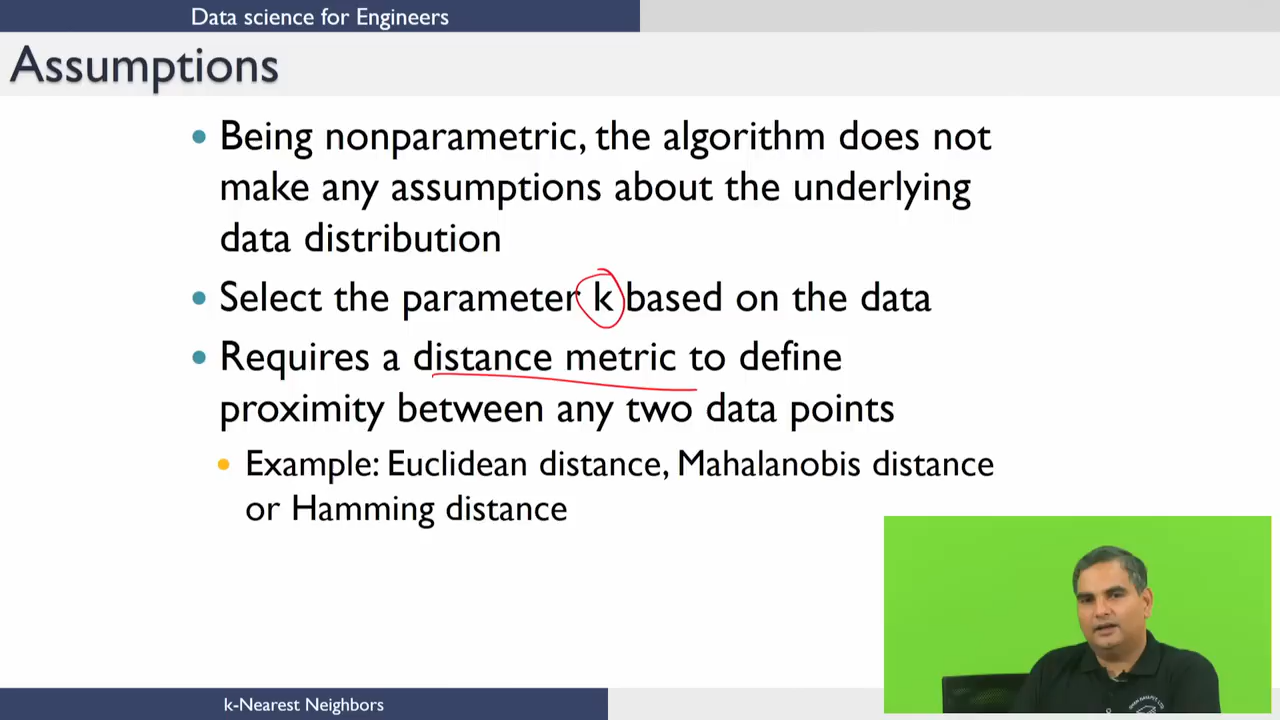 Data science for Engineers
Assumptions
• Being nonparametric, the algorithm does not
make any assumptions about the underlying
data distribution
• Select the parameter k based on the data
• Requires a distance metric to define
proximity between any two data points
• Example: Euclidean distance, Mahalanobis distance
or Hamming distance
k-Nearest Neighbors